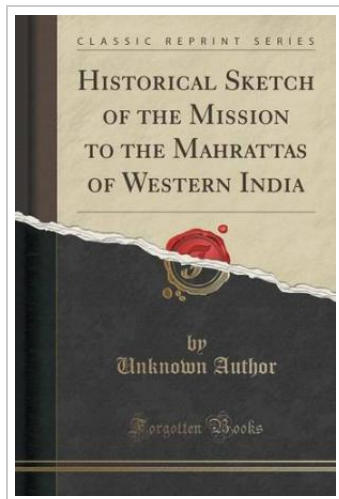 CLASSIC REPRINT SERIES
HISTORICAL SKETCH
OF THE MISSION
TO THE MAHRATTAS
OF WESTERN INDIA
F
by
Unknown Author
Forgotten Books